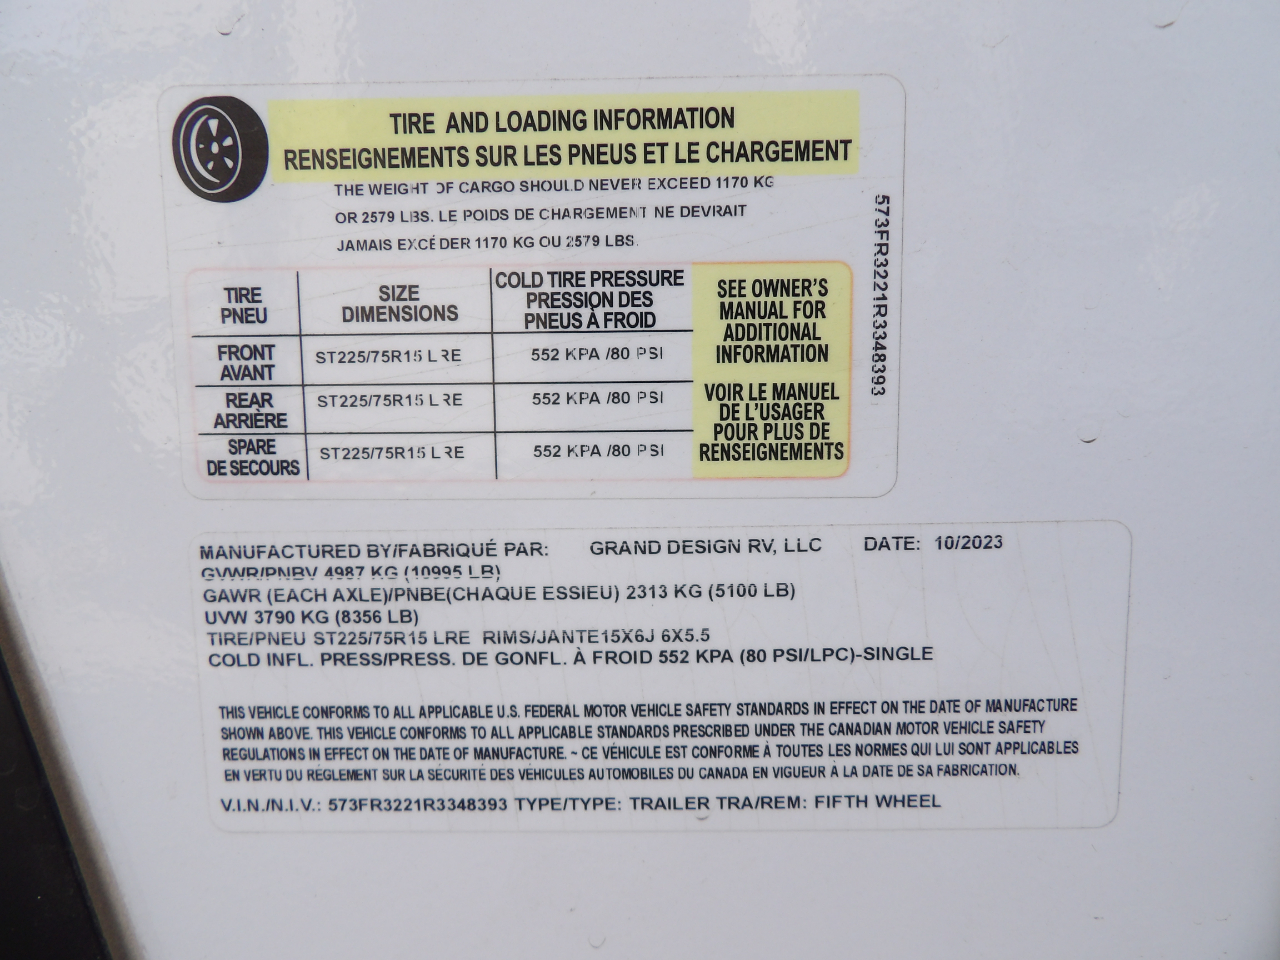 TIRE AND LOADING INFORMATION
RENSEIGNEMENTS SUR LES PNEUS ET LE CHARGEMENT
THE WEIGHT OF CARGO SHOULD NEVER EXCEED 1170 KG
OR 2579 LBS. LE POIDS DE CHARGEMENT NE DEVRAIT
JAMAIS EXCÉDER 1170 KG OU 2579 LBS.
TIRE
PNEU
SIZE
DIMENSIONS
COLD TIRE PRESSURE
PRESSION DES
PNEUS À FROID
FRONT
AVANT
ST225/75R15 LRE
552 KPA /80 PSI
REAR
ARRIÈRE
ST225/75R15 LRE
552 KPA /80 PSI
SPARE
DE SECOURS
ST225/75R15 LRE
552 KPA /80 PSI
SEE OWNER'S
MANUAL FOR
ADDITIONAL
INFORMATION
VOIR LE MANUEL
DE L'USAGER
POUR PLUS DE
RENSEIGNEMENTS
573FR3221R3348393
MANUFACTURED BY/FABRIQUÉ PAR: GRAND DESIGN RV, LLC DATE: 10/2023
GVWR/PNBV 4987 KG (10995 LB)
GAWR (EACH AXLE)/PNBE(CHAQUE ESSIEU) 2313 KG (5100 LB)
UVW 3790 KG (8356 LB)
TIRE/PNEU ST225/75R15 LRE RIMS/JANTE15X6J 6X5.5
COLD INFL. PRESS/PRESS. DE GONFL. À FROID 552 KPA (80 PSI/LPC)-SINGLE
THIS VEHICLE CONFORMS TO ALL APPLICABLE U.S. FEDERAL MOTOR VEHICLE SAFETY STANDARDS IN EFFECT ON THE DATE OF MANUFACTURE
SHOWN ABOVE. THIS VEHICLE CONFORMS TO ALL APPLICABLE STANDARDS PRESCRIBED UNDER THE CANADIAN MOTOR VEHICLE SAFETY
REGULATIONS IN EFFECT ON THE DATE OF MANUFACTURE. ~ CE VÉHICULE EST CONFORME À TOUTES LES NORMES QUI LUI SONT APPLICABLES
EN VERTU DU RÉGLEMENT SUR LA SÉCURITÉ DES VÉHICULES AUTOMOBILES DU CANADA EN VIGUEUR À LA DATE DE SA FABRICATION.
V.I.N./N.I.V.: 573FR3221R3348393 TYPE/TYPE: TRAILER TRA/REM: FIFTH WHEEL